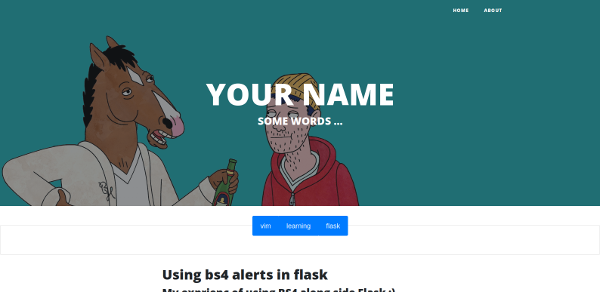 HOME ABOUT
YOUR NAME
SOME WORDS ...
vim learning flask
Using bs4 alerts in flask
My exprians of using BS4 along side Flask :)